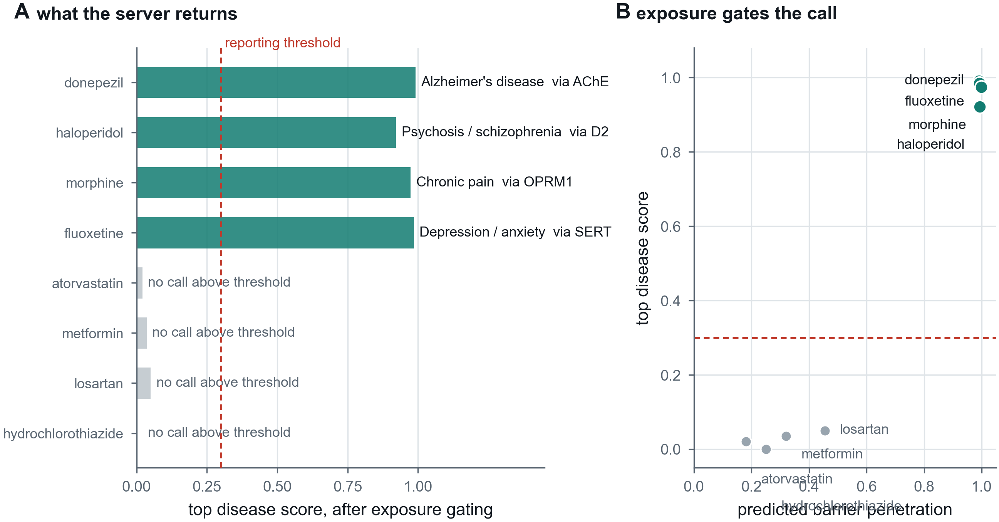 A what the server returns
reporting threshold
donepezil
Alzheimer's disease via AChE
haloperidol
Psychosis / schizophrenia via D2
morphine
Chronic pain via OPRM1
fluoxetine
Depression / anxiety via SERT
atorvastatin
no call above threshold
metformin
no call above threshold
losartan
no call above threshold
hydrochlorothiazide
no call above threshold
0.00 0.25 0.50 0.75 1.00
top disease score, after exposure gating
B exposure gates the call
top disease score
1.0
0.8
0.6
0.4
0.2
0.0
donepezil
fluoxetine
morphine
haloperidol
losartan
metformin
atorvastatin
0.0 0.2 0.4 0.6 0.8 1.0
hydrochlorothiazide
predicted barrier penetration